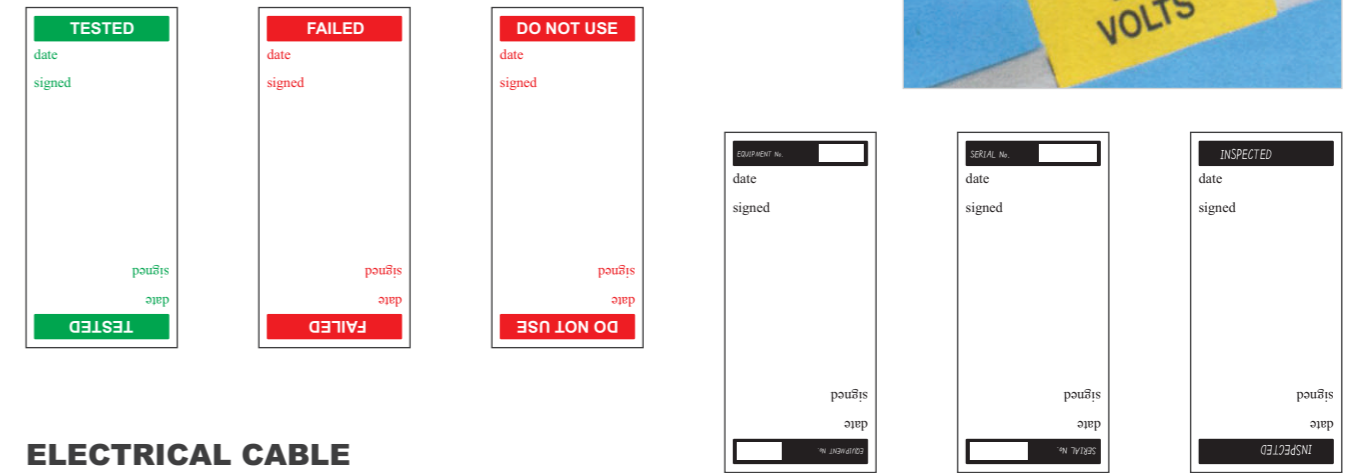 TESTED
date
signed
signed
date
TESTED
FAILED
date
signed
signed
date
FAILED
DO NOT USE
date
signed
signed
date
DO NOT USE
VOLTS
EQUIPMENT No.
date
signed
signed
date
EQUIPMENT No.
SERIAL No.
date
signed
signed
date
SERIAL No.
INSPECTED
date
signed
signed
date
INSPECTED
ELECTRICAL CABLE